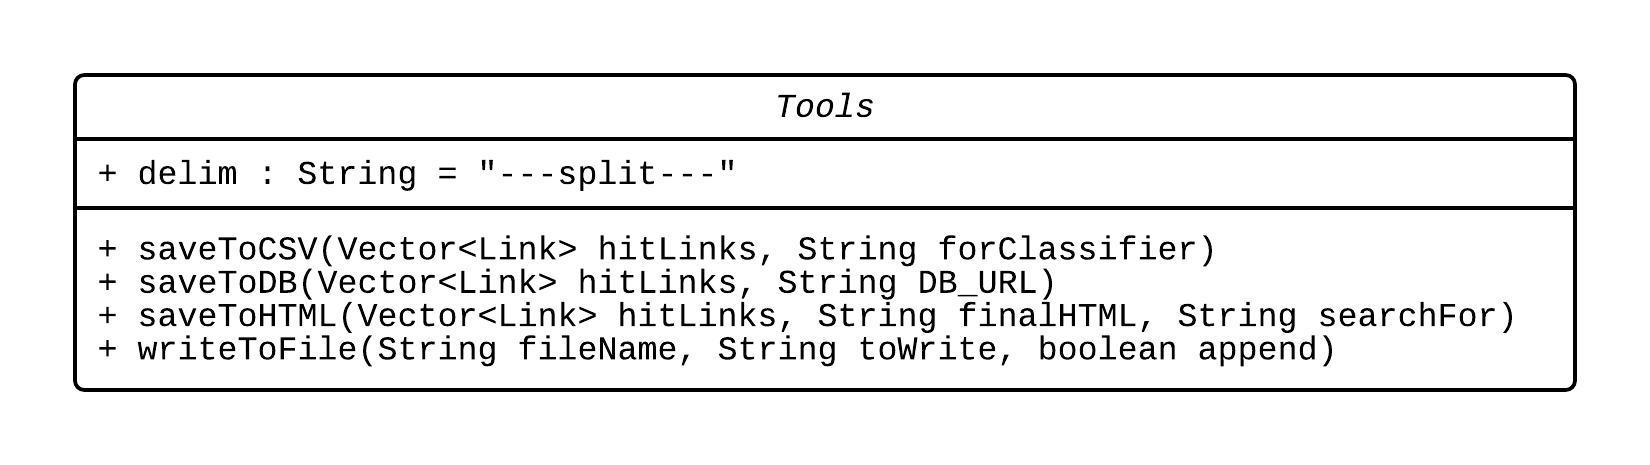 Tools
+ delim : String = "---split---"
+ saveToCSV(Vector<Link> hitLinks, String forClassifier)
+ saveToDB(Vector<Link> hitLinks, String DB_URL)
+ saveToHTML(Vector<Link> hitLinks, String finalHTML, String searchFor)
+ writeToFile(String fileName, String toWrite, boolean append)